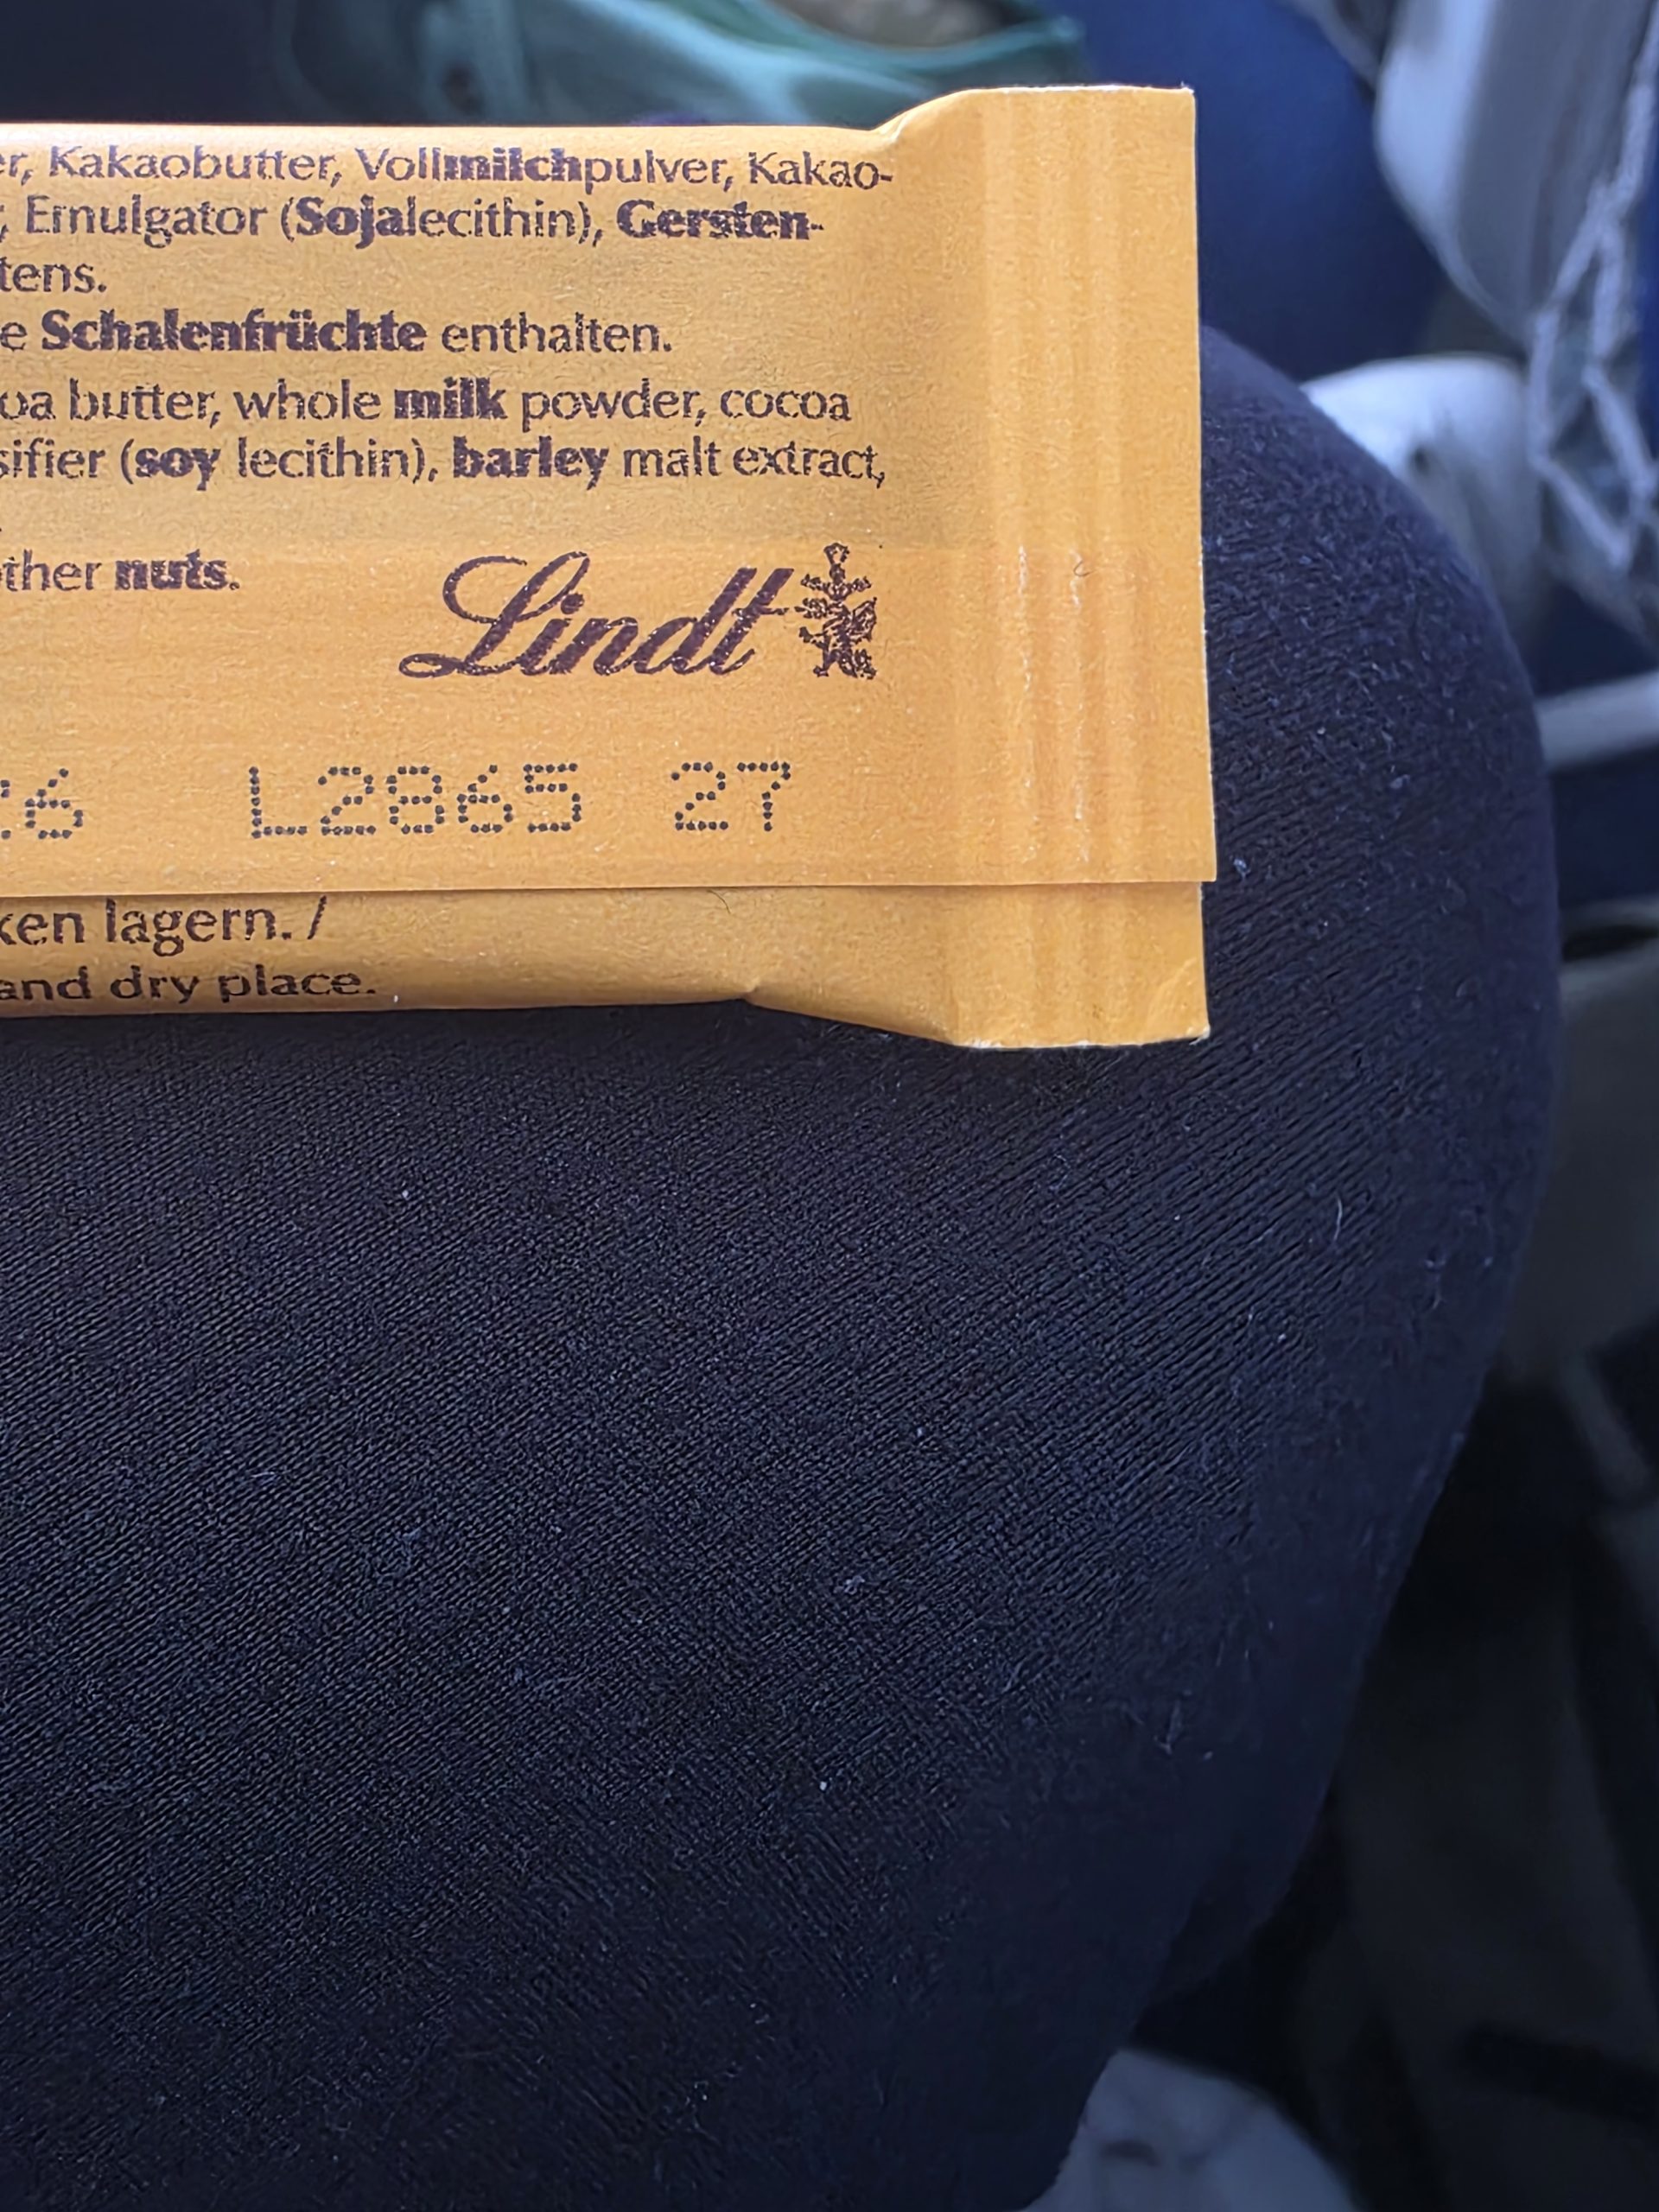 er, Kakaobutter, Vollmilchpulver, Kakao-
, Emulgator (Sojalecithin), Gersten-
tens.
e Schalenfrüchte enthalten.
oa butter, whole milk powder, cocoa
sifier (soy lecithin), barley malt extract,
ther nuts.
Lindt
26 L2865 27
ken lagern. /
and dry place.